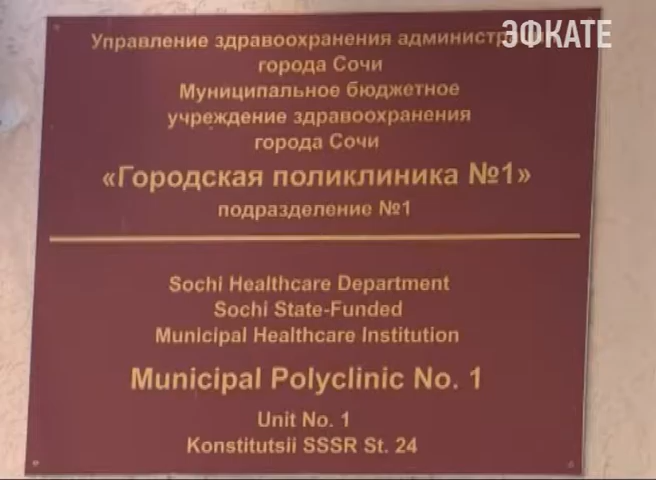 ЭФКАТЕ
Управление здравоохранения
города Сочи
Муниципальное бюджетное
учреждение здравоохранения
города Сочи
«Городская поликлиника №1»
подразделение №1
Sochi Healthcare Department
Sochi State-Funded
Municipal Healthcare Institution
Municipal Polyclinic No. 1
Unit No. 1
Konstitutsii SSSR St. 24